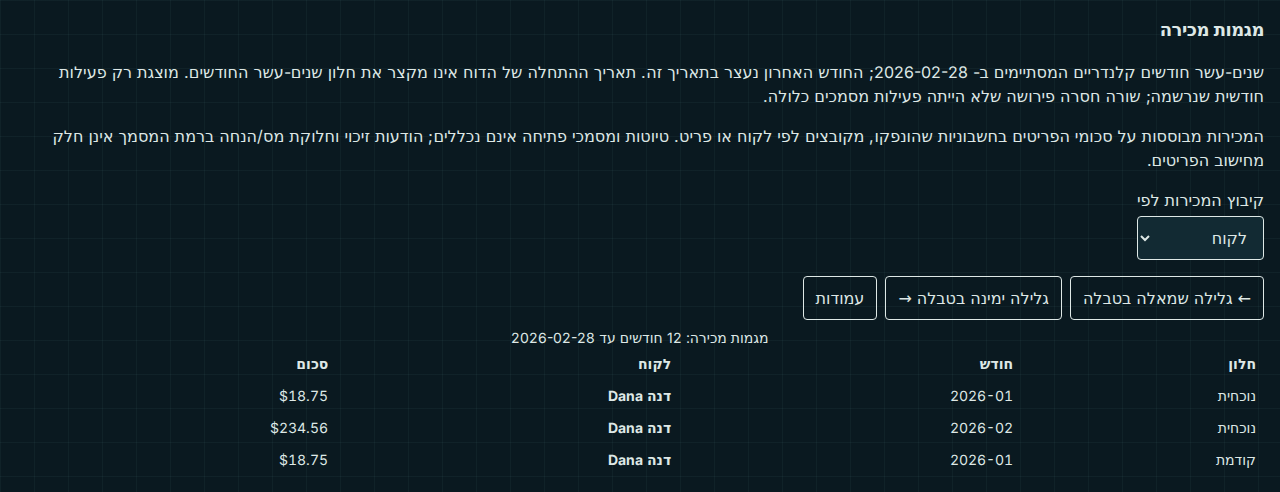 מגמות מכירה
שנים-עשר חודשים קלנדריים המסתיימים ב- 2026-02-28; החודש האחרון נעצר בתאריך זה. תאריך ההתחלה של הדוח אינו מקצר את חלון שנים-עשר החודשים. מוצגת רק פעילות
חודשית שנרשמה; שורה חסרה פירושה שלא הייתה פעילות מסמכים כלולה.
המכירות מבוססות על סכומי הפריטים בחשבוניות שהונפקו, מקובצים לפי לקוח או פריט. טיוטות ומסמכי פתיחה אינם נכללים; הודעות זיכוי וחלוקת מס/הנחה ברמת המסמך אינן חלק
מחישוב הפריטים.
קיבוץ המכירות לפי
לקוח
← גלילה שמאלה בטבלה גלילה ימינה בטבלה → עמודות
מגמות מכירה: 12 חודשים עד 2026-02-28
חלון חודש לקוח סכום
נוכחית 2026-01 דנה Dana $18.75
נוכחית 2026-02 דנה Dana $234.56
קודמת 2026-01 דנה Dana $18.75